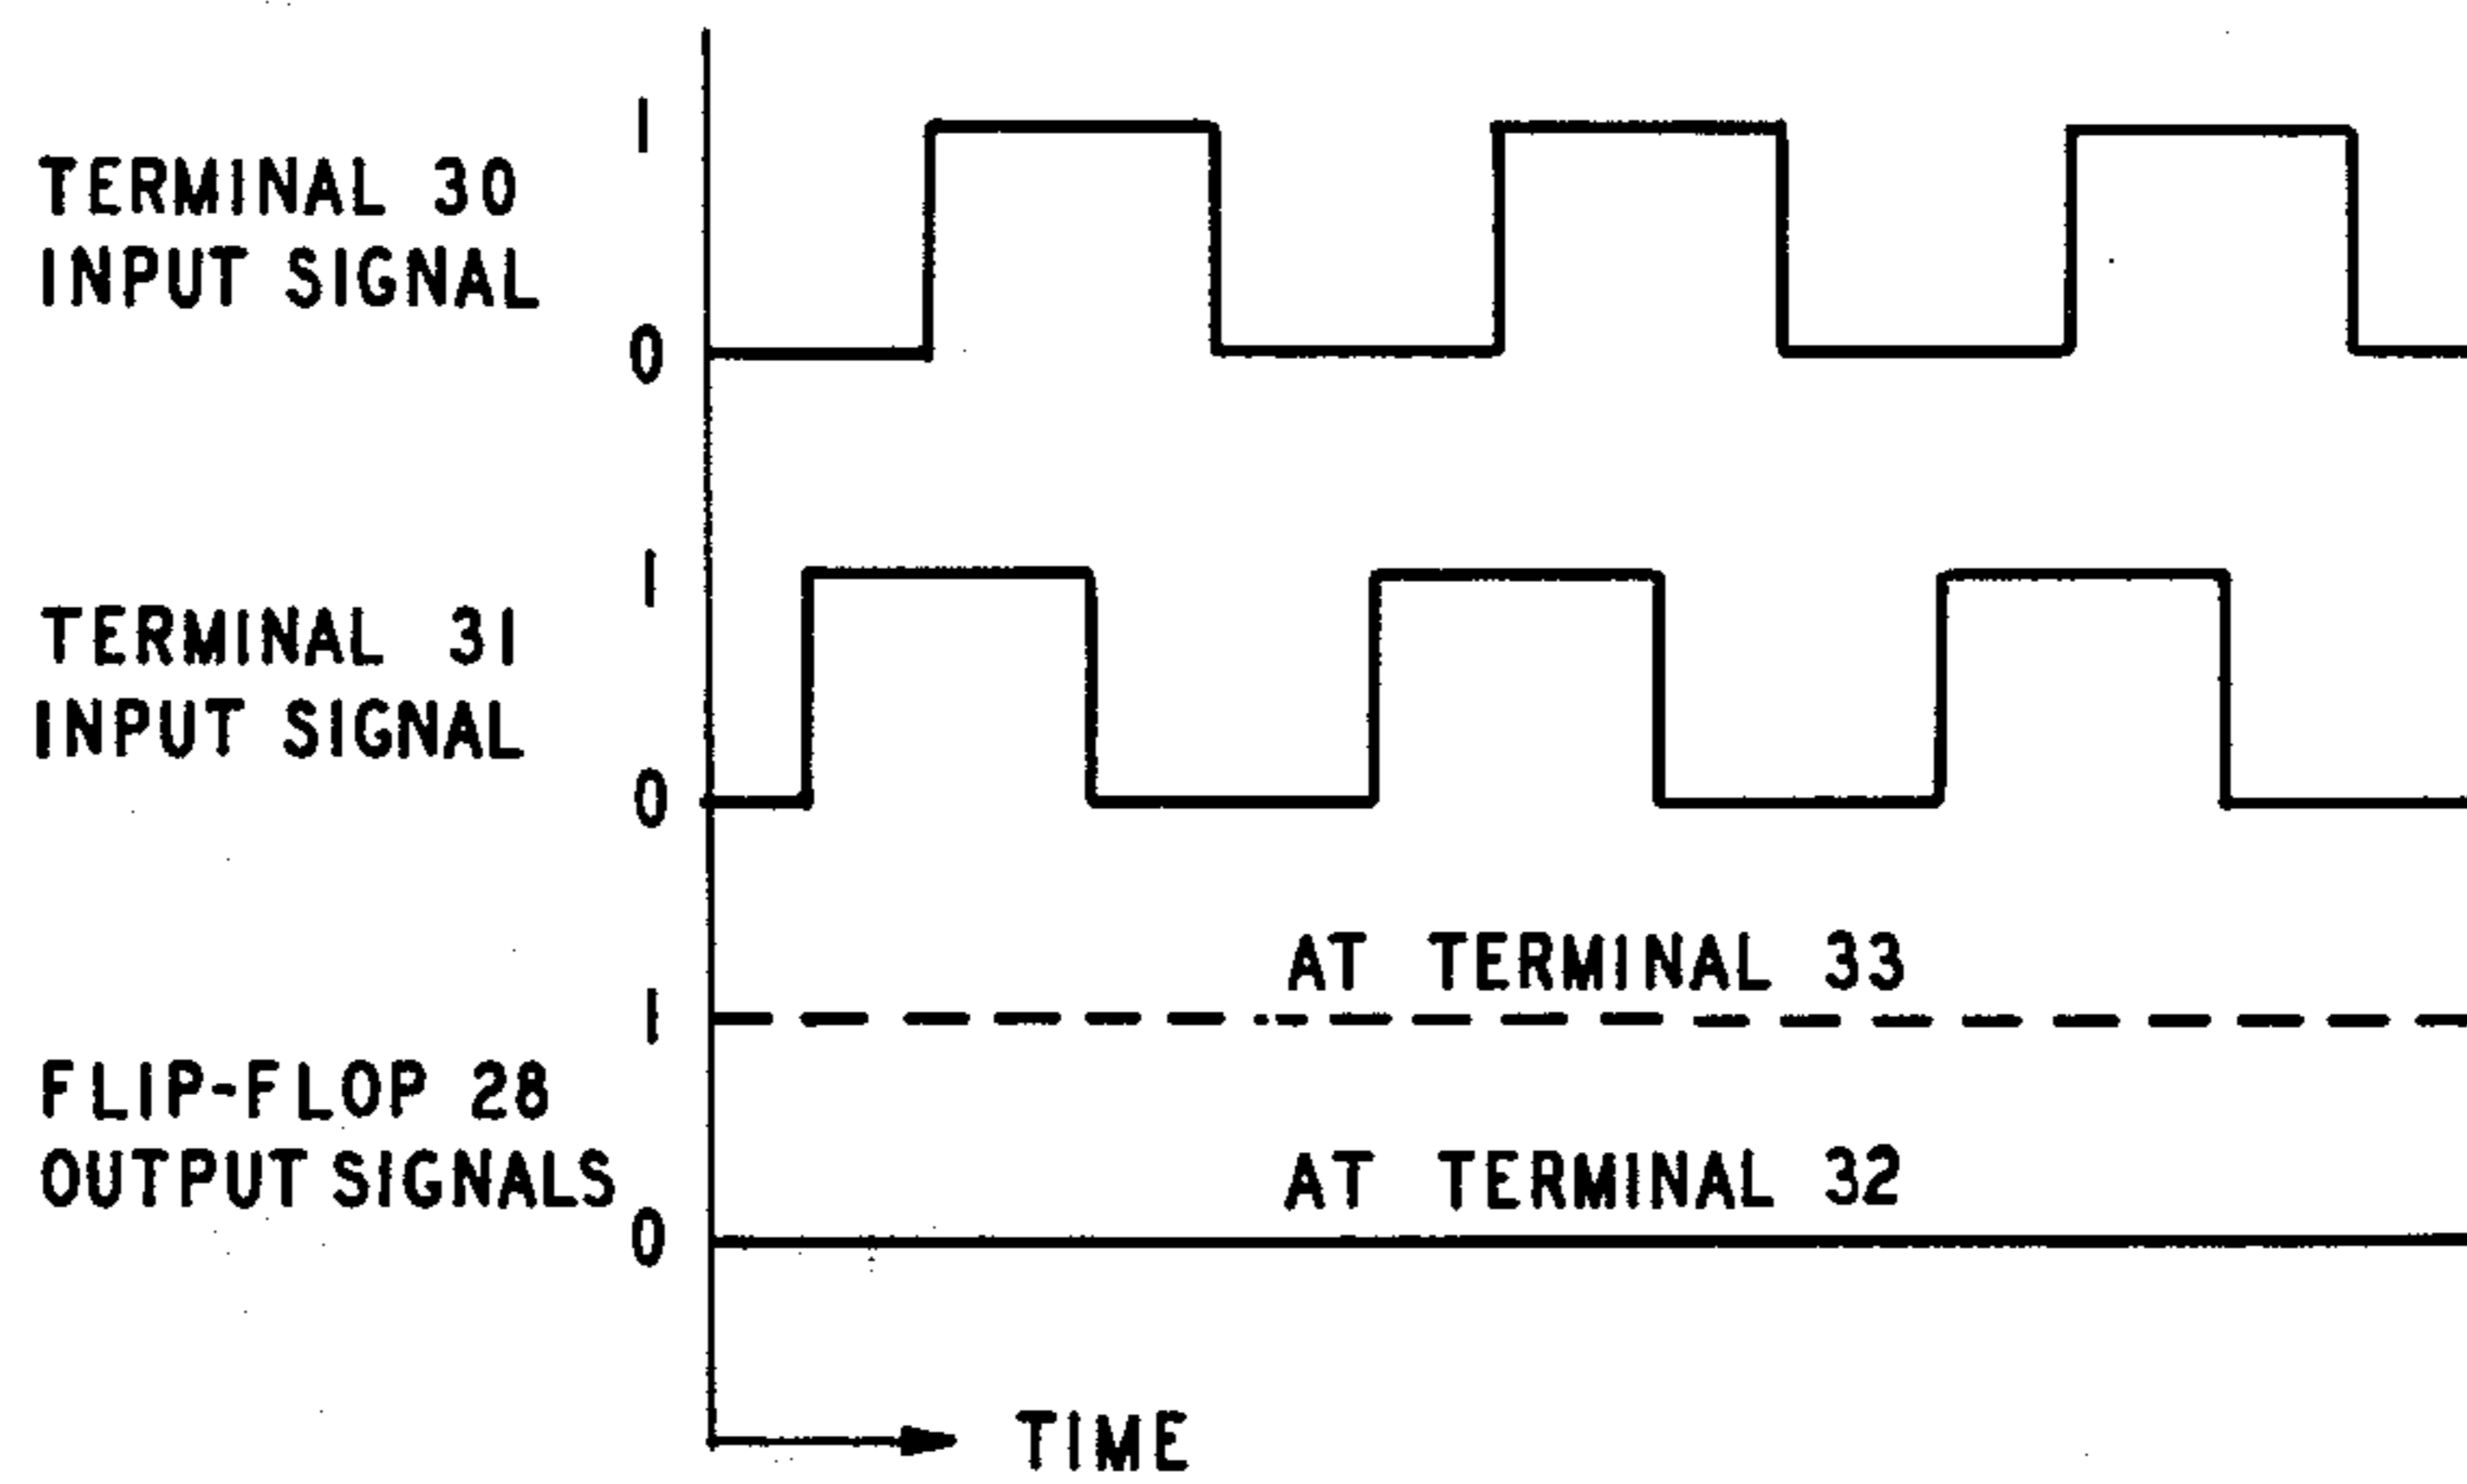 1
TERMINAL 30
INPUT SIGNAL
0
1
TERMINAL 31
INPUT SIGNAL
0
AT TERMINAL 33
1
FLIP-FLOP 28
OUTPUT SIGNALS
AT TERMINAL 32
0
TIME